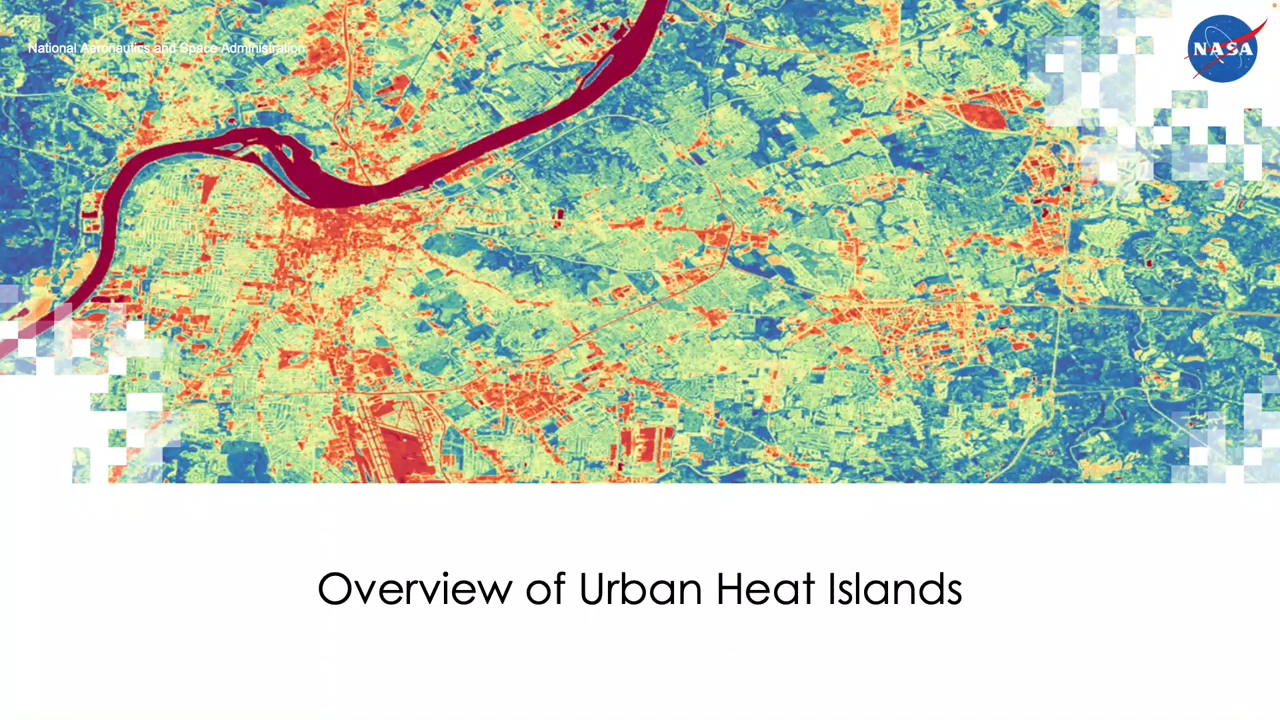 National Aeronautics and Space Administration
NASA
Overview of Urban Heat Islands